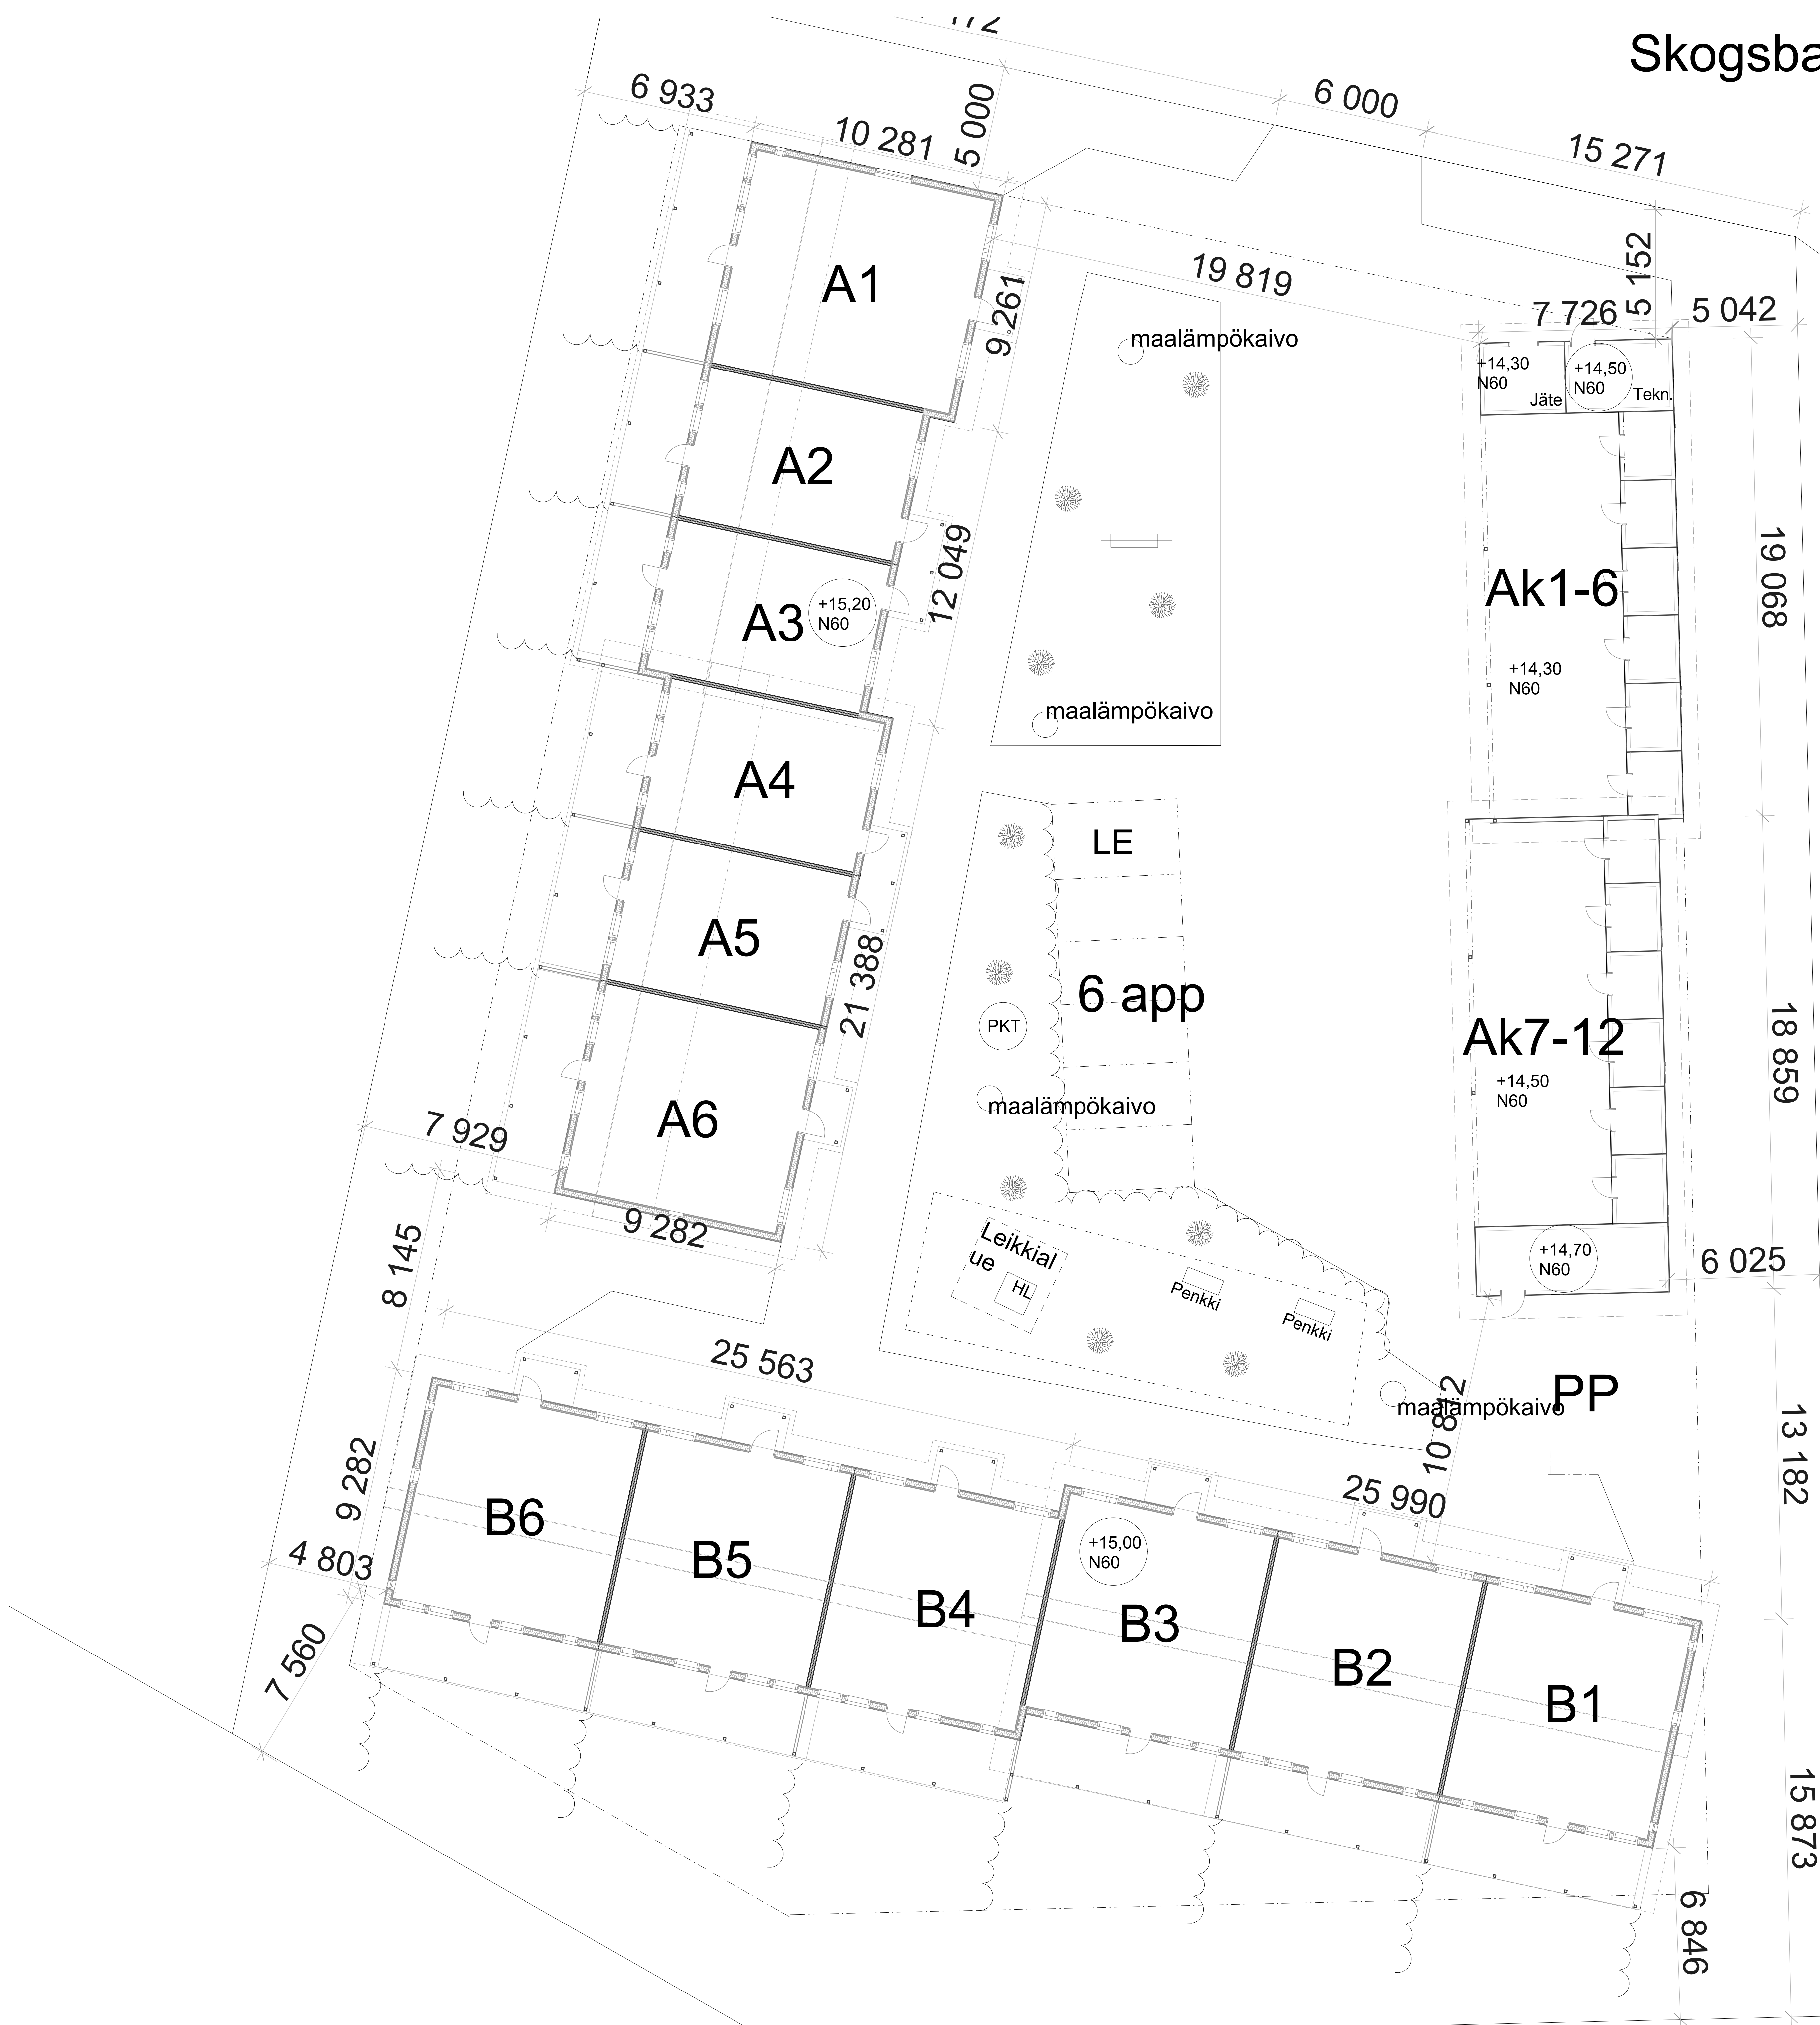 Skogsba
6 933
10 281
5 000
6 000
15 271
A1
9 261
19 819
5 152
7 726
5 042
maalämpökaivo
+14,30
N60
Jäte
+14,50
N60
Tekn.
A2
12 049
A3
+15,20
N60
Ak1-6
+14,30
N60
19 068
maalämpökaivo
A4
LE
A5
21 388
6 app
PKT
Ak7-12
+14,50
N60
18 859
maalämpökaivo
A6
7 929
9 282
8 145
Leikkial
ue
HL
Penkki
Penkki
+14,70
N60
6 025
25 563
PP
maalämpökaivo
10 842
13 182
9 282
4 803
7 560
B6
B5
B4
+15,00
N60
B3
25 990
B2
B1
15 873
6 846